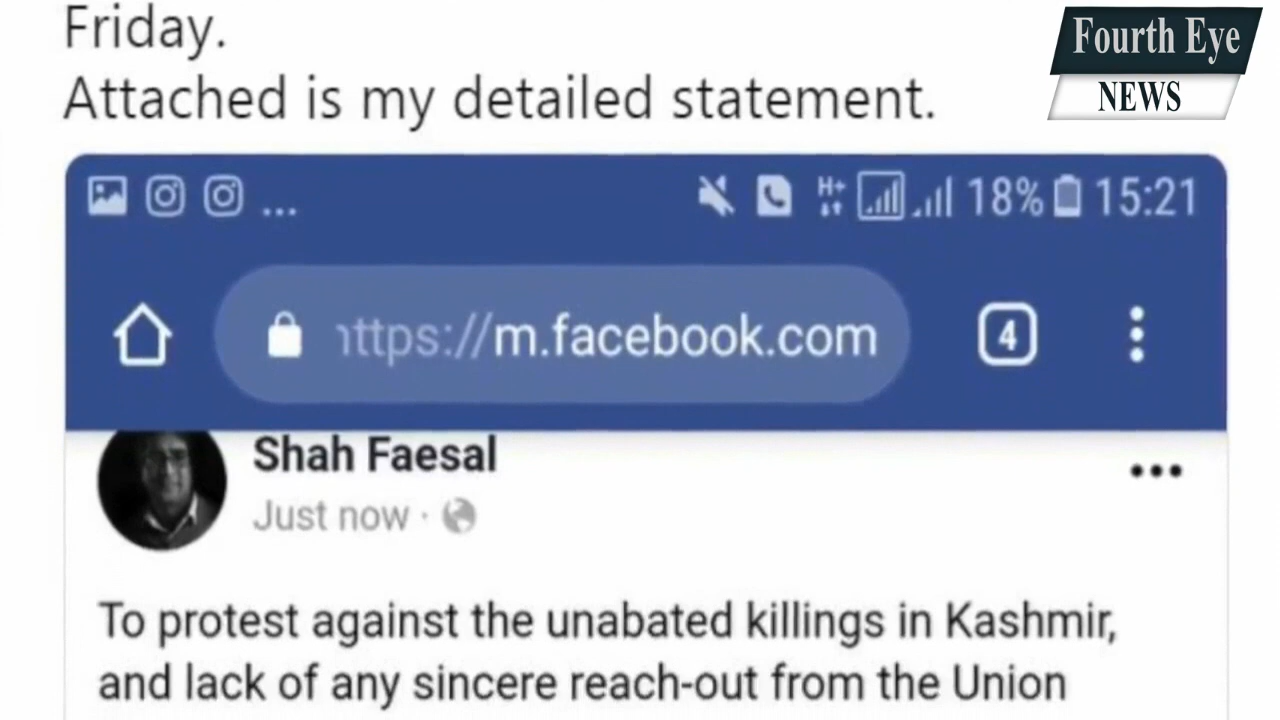 Friday.
Attached is my detailed statement.
Fourth Eye
NEWS
... H+ 18% 15:21
ttps://m.facebook.com
4
Shah Faesal
Just now ·
To protest against the unabated killings in Kashmir,
and lack of any sincere reach-out from the Union